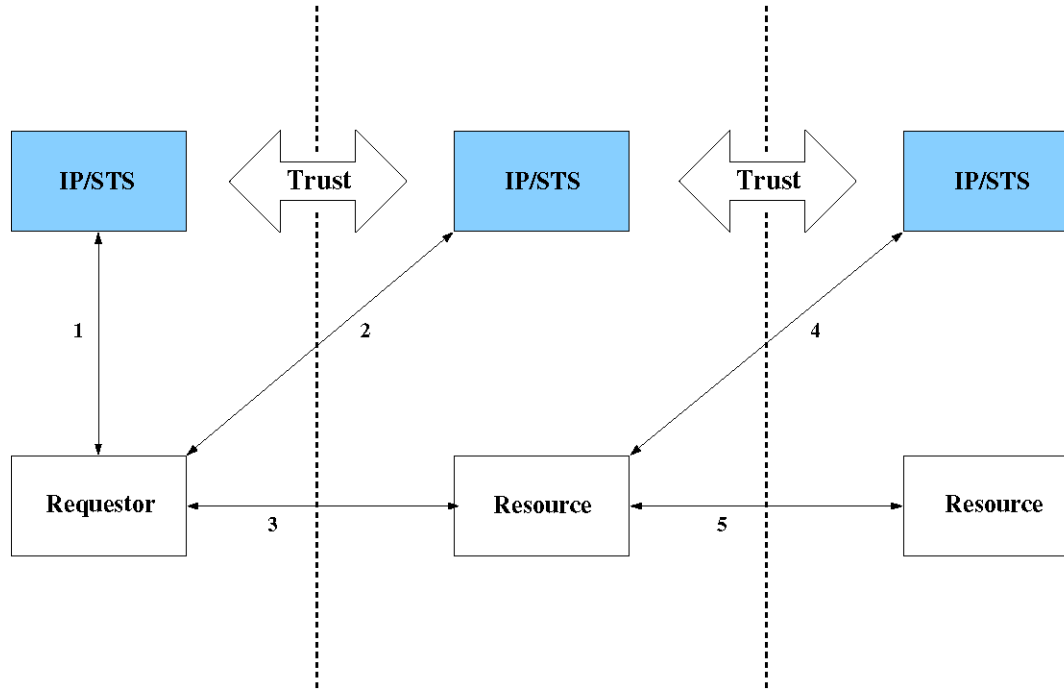 IP/STS
Trust
IP/STS
Trust
IP/STS
1
2
4
Requestor
3
Resource
5
Resource